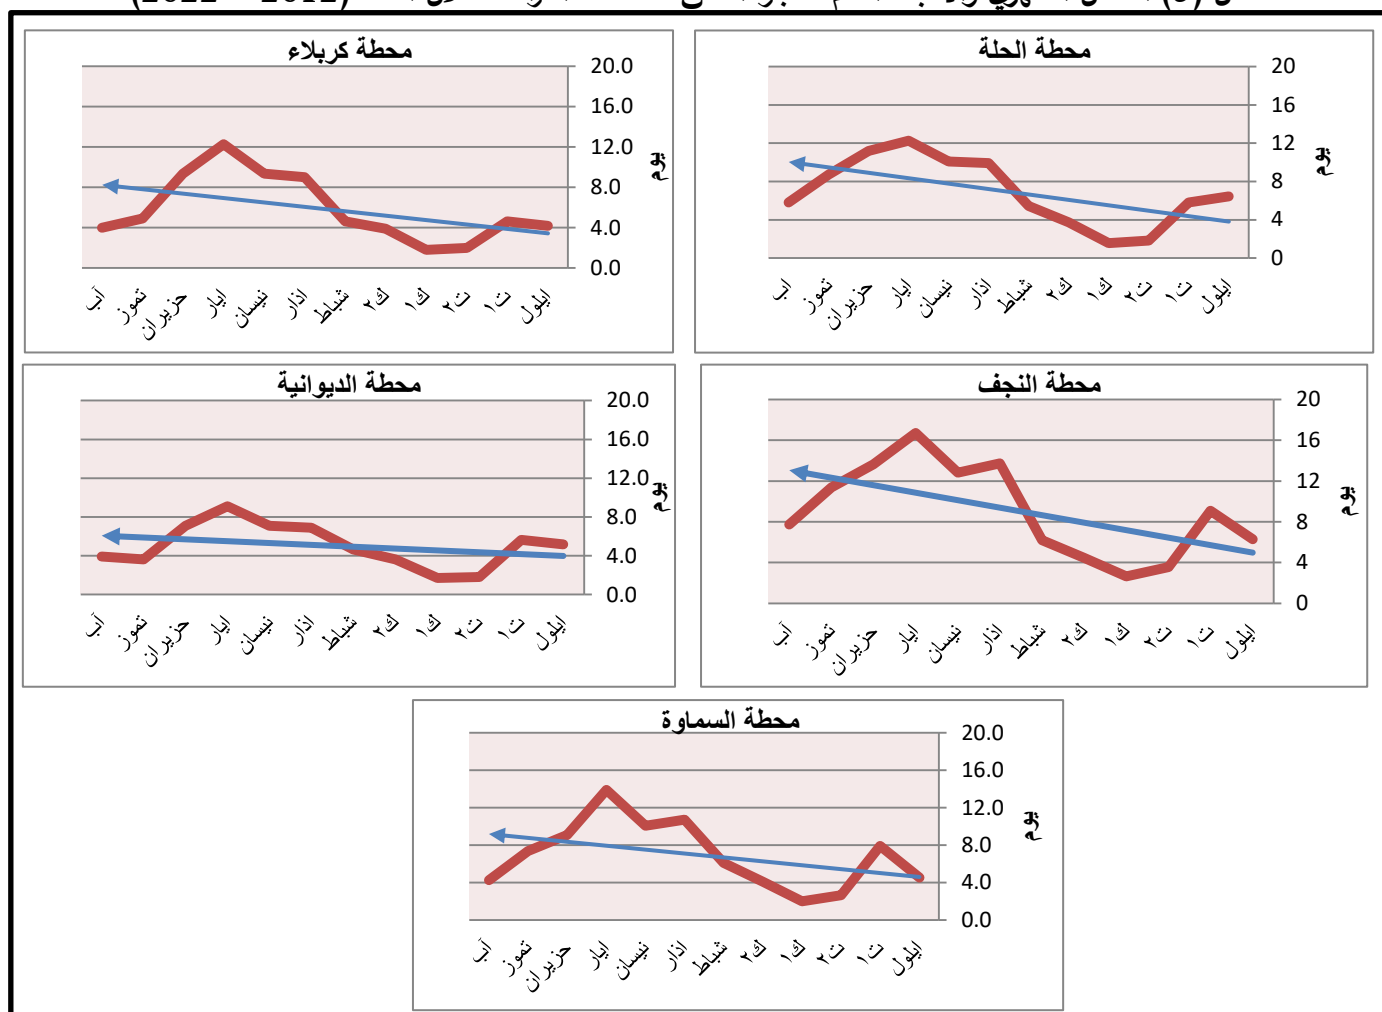 (2022 – 2012)
محطة الحلة
20
16
12
8
4
0
يوم
ايلول ت١ ت٢ ك١ ك٢ شباط اذار نيسان ايار حزيران تموز آب
محطة كربلاء
20.0
16.0
12.0
8.0
4.0
0.0
يوم
ايلول ت١ ت٢ ك١ ك٢ شباط اذار نيسان ايار حزيران تموز آب
محطة النجف
20
16
12
8
4
0
يوم
ايلول ت١ ت٢ ك١ ك٢ شباط اذار نيسان ايار حزيران تموز آب
محطة الديوانية
20.0
16.0
12.0
8.0
4.0
0.0
يوم
ايلول ت١ ت٢ ك١ ك٢ شباط اذار نيسان ايار حزيران تموز آب
محطة السماوة
20.0
16.0
12.0
8.0
4.0
0.0
يوم
ايلول ت١ ت٢ ك١ ك٢ شباط اذار نيسان ايار حزيران تموز آب